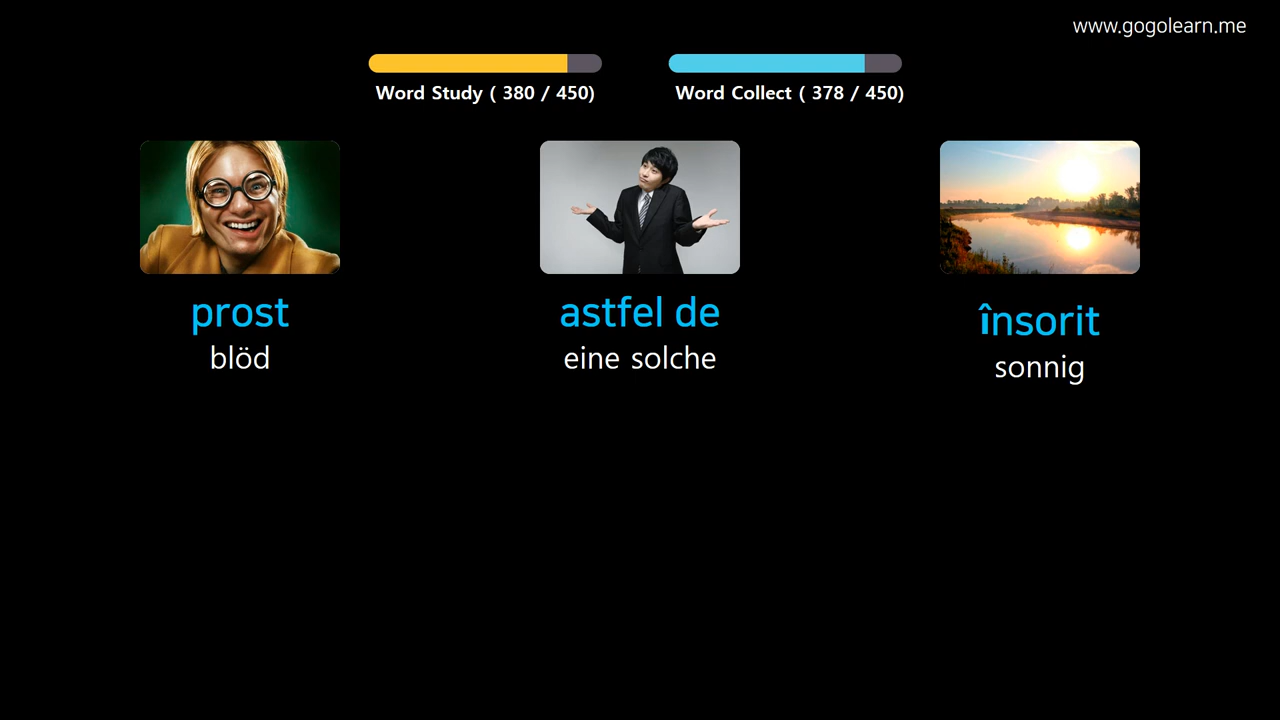 www.gogolearn.me
Word Study ( 380 / 450)
Word Collect ( 378 / 450)
prost
astfel de
însorit
blöd
eine solche
sonnig